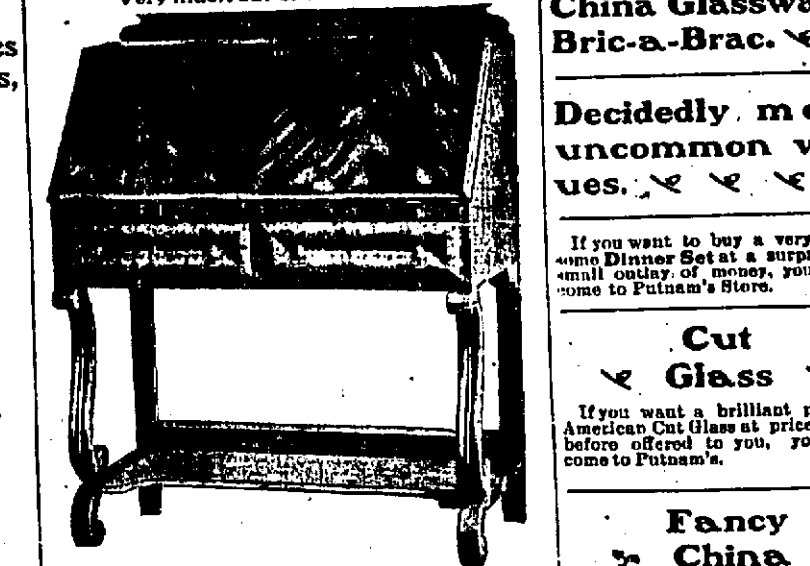 es
s,
China Glasswa
Bric-a-Brac.
Decidedly m
uncommon v
ues.
If you want to buy a very
some Dinner Set at a surp
small outlay of money, you
come to Putnam's Store.
Cut
Glass
If you want a brilliant
American Cut Glass at price
before offered to you, yo
come to Putnam's.
Fancy
China